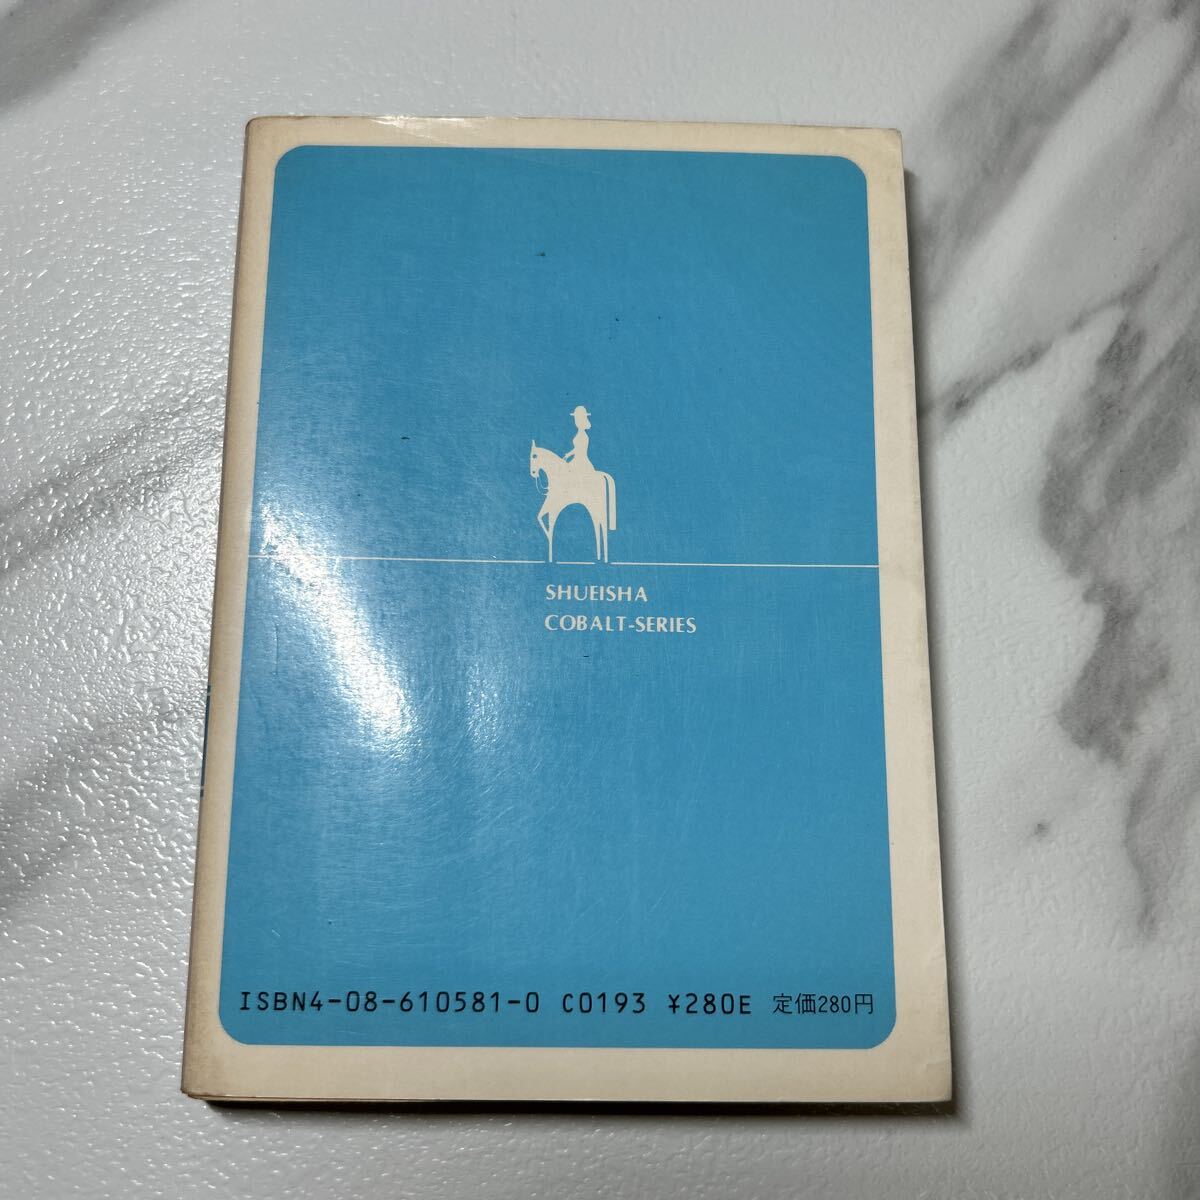 SHUEISHA
COBALT-SERIES
ISBN4-08-610581-0 C0193 ¥280E 定価280円